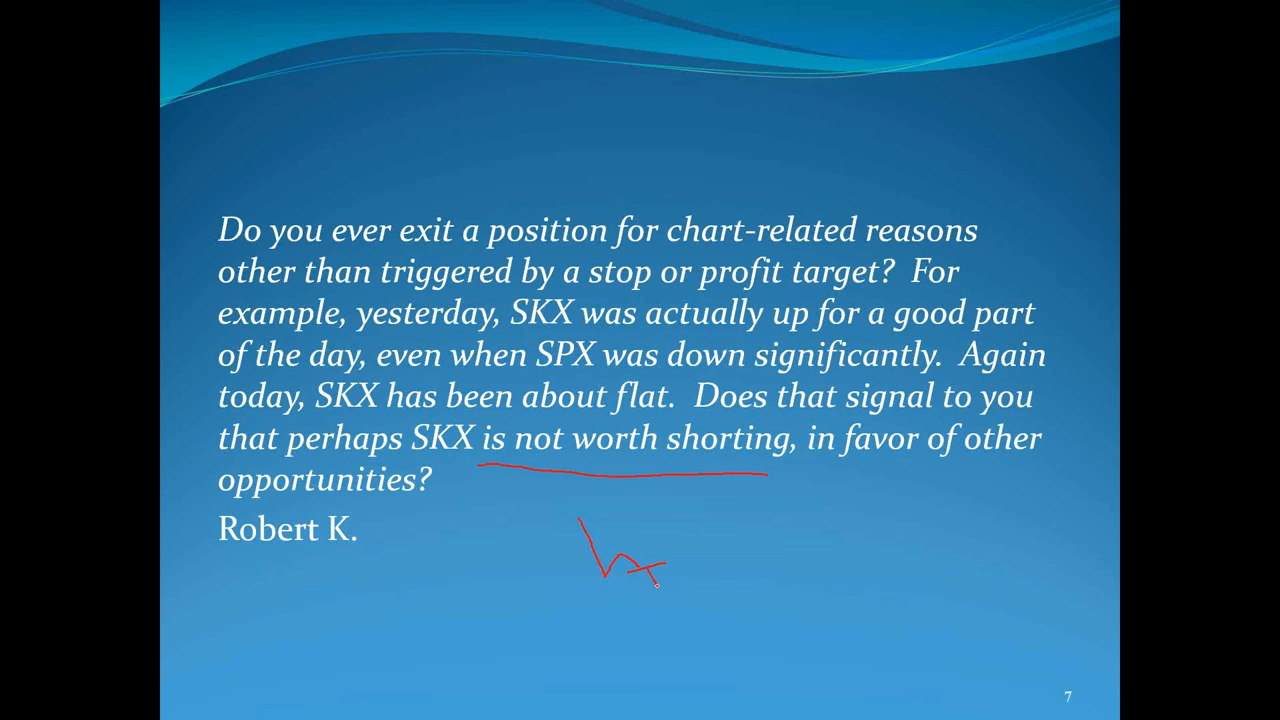 Do you ever exit a position for chart-related reasons
other than triggered by a stop or profit target?  For
example, yesterday, SKX was actually up for a good part
of the day, even when SPX was down significantly.  Again
today, SKX has been about flat.  Does that signal to you
that perhaps SKX is not worth shorting, in favor of other
opportunities?
Robert K.
7